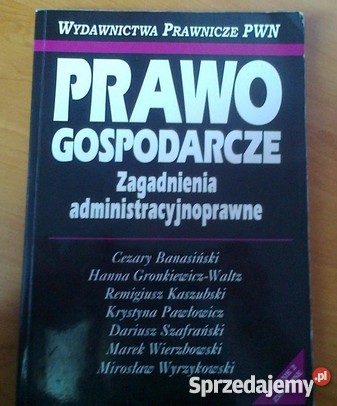 WYDAWNICTWA PRAWNICZE PWN
PRAWO
GOSPODARCZE
Zagadnienia
administracyjnoprawne
Cezary Banasiński
Hanna Gronkiewicz-Waltz
Remigiusz Kaszubski
Krystyna Pawłowicz
Dariusz Szafrański
Marek Wierzbowski
Mirosław Wyrzykowski
Sprzedajemy.pl